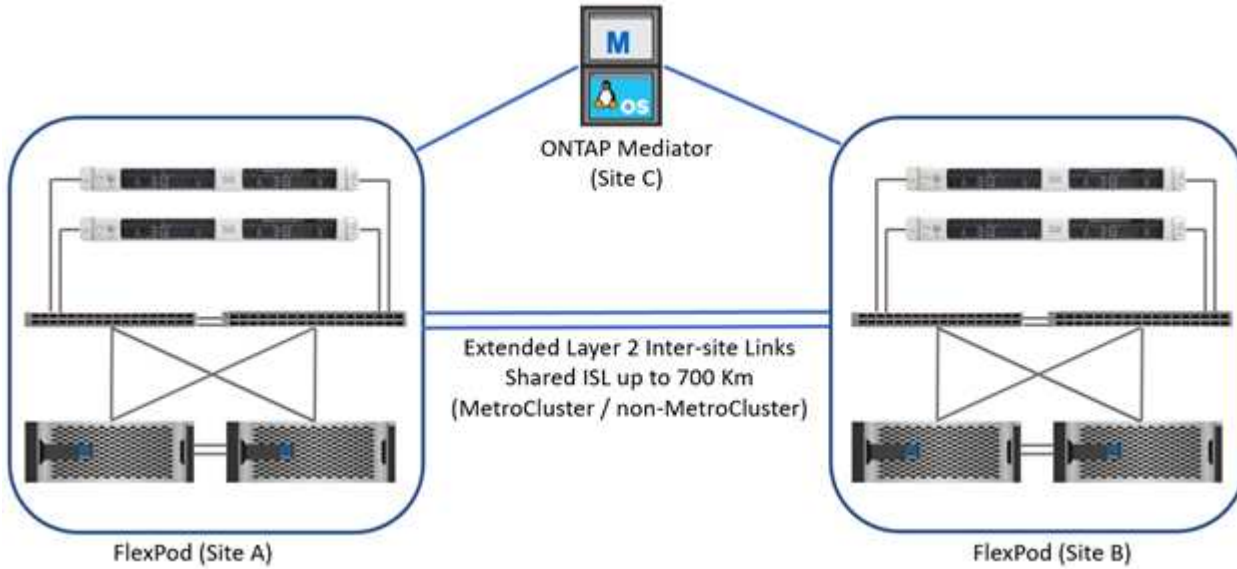 M
OS
ONTAP Mediator
(Site C)
Extended Layer 2 Inter-site Links
Shared ISL up to 700 Km
(MetroCluster / non-MetroCluster)
FlexPod (Site A)
FlexPod (Site B)